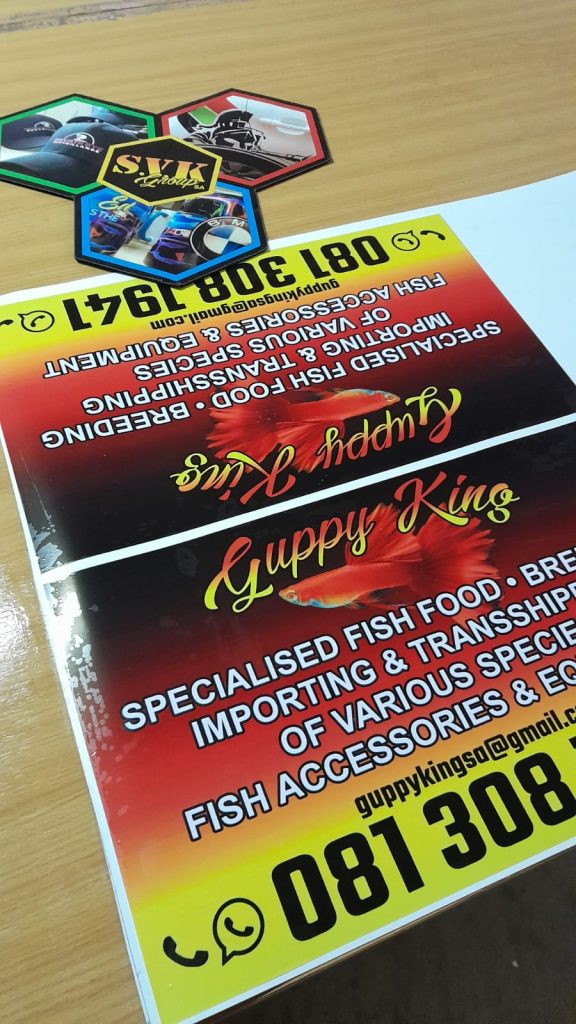 S.V.K
Group SA
081 308 1941
guppykingsa@gmail.com
FISH ACCESSORIES & EQUIPMENT
OF VARIOUS SPECIES
IMPORTING & TRANSSHIPPING
SPECIALISED FISH FOOD • BREEDING
Guppy King
Guppy King
SPECIALISED FISH FOOD • BRE
IMPORTING & TRANSSHIPP
OF VARIOUS SPECIE
FISH ACCESSORIES & EQ
guppykingsa@gmail.c
081 308